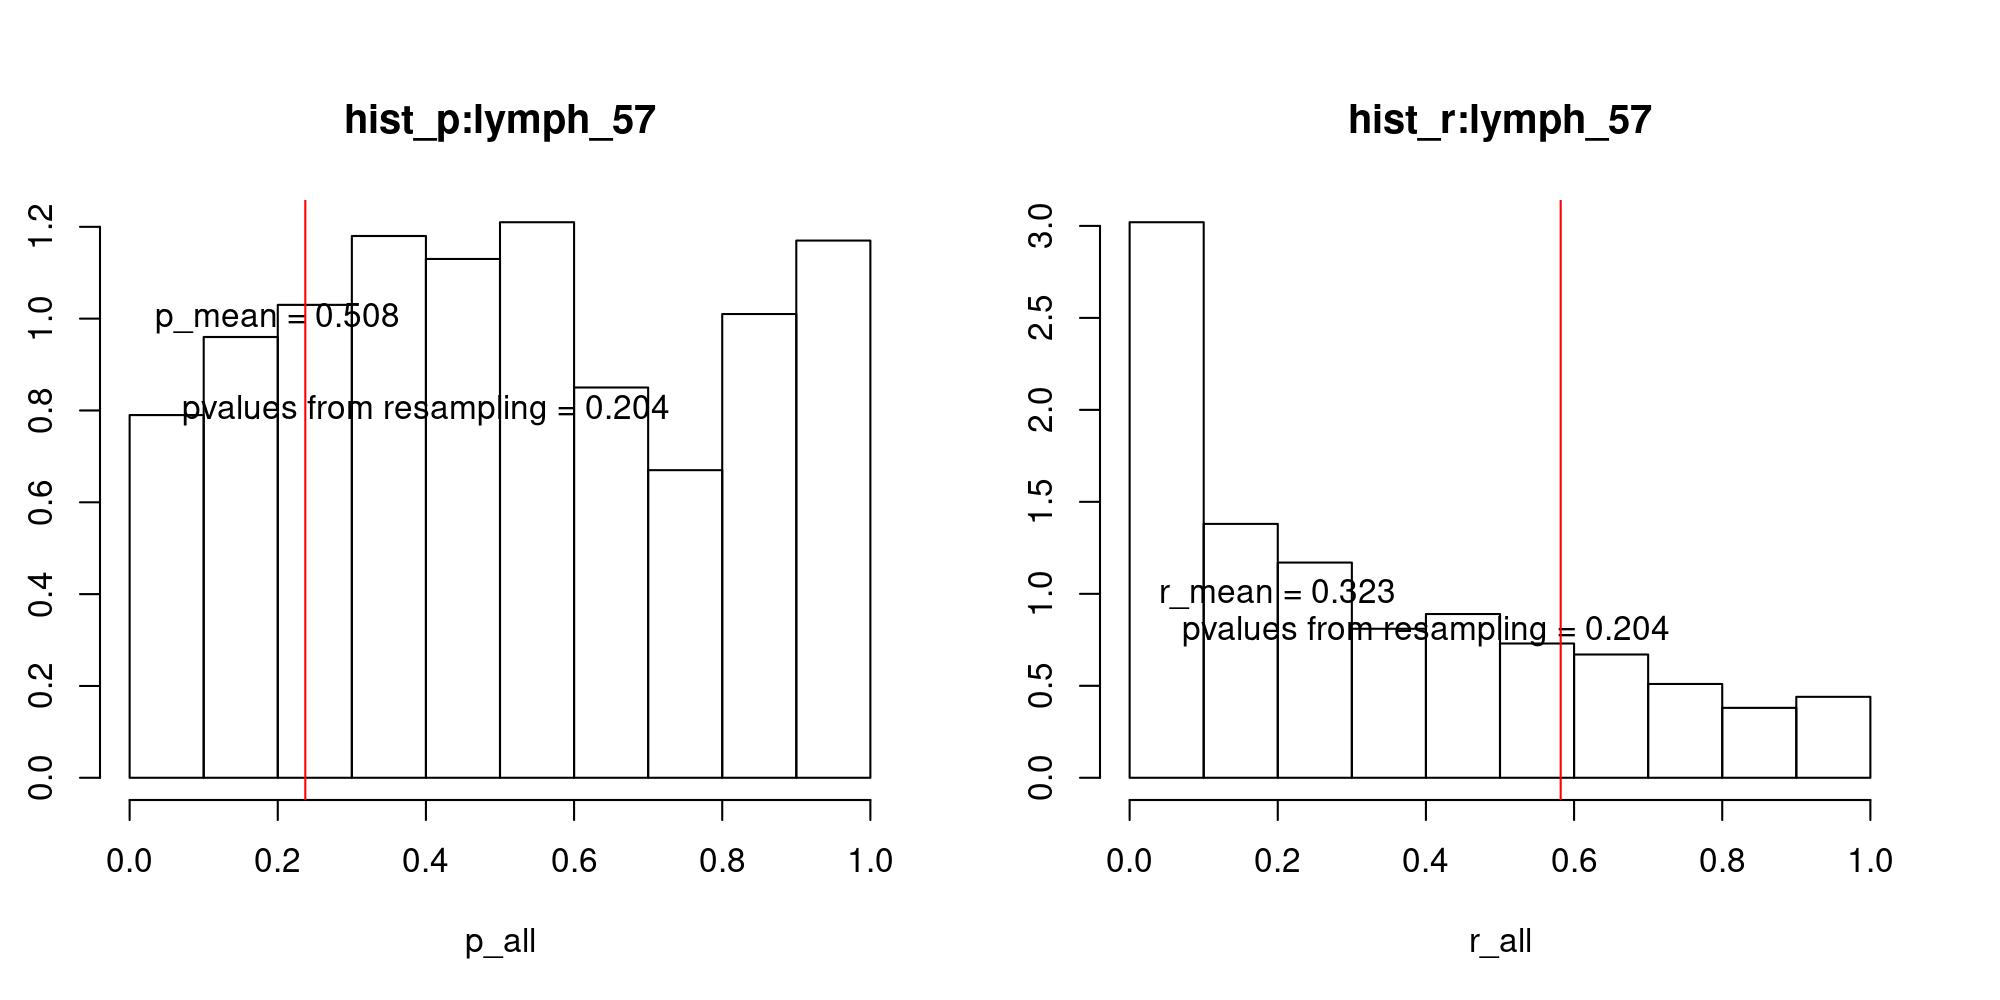 hist_p:lymph_57
1.2
1.0
0.8
0.6
0.4
0.2
0.0
p_mean = 0.508
pvalues from resampling = 0.204
0.0 0.2 0.4 0.6 0.8 1.0
p_all
hist_r:lymph_57
3.0
2.5
2.0
1.5
1.0
0.5
0.0
r_mean = 0.323
pvalues from resampling = 0.204
0.0 0.2 0.4 0.6 0.8 1.0
r_all